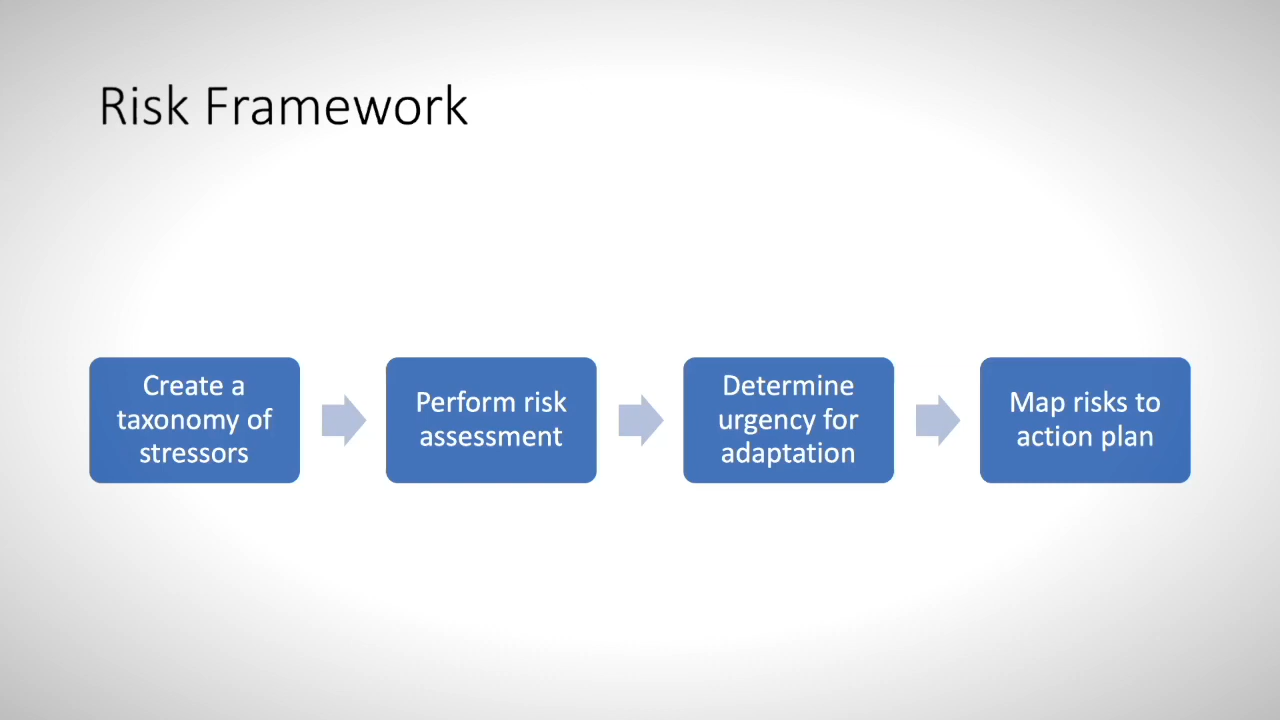 Risk Framework
Create a
taxonomy of
stressors
Perform risk
assessment
Determine
urgency for
adaptation
Map risks to
action plan